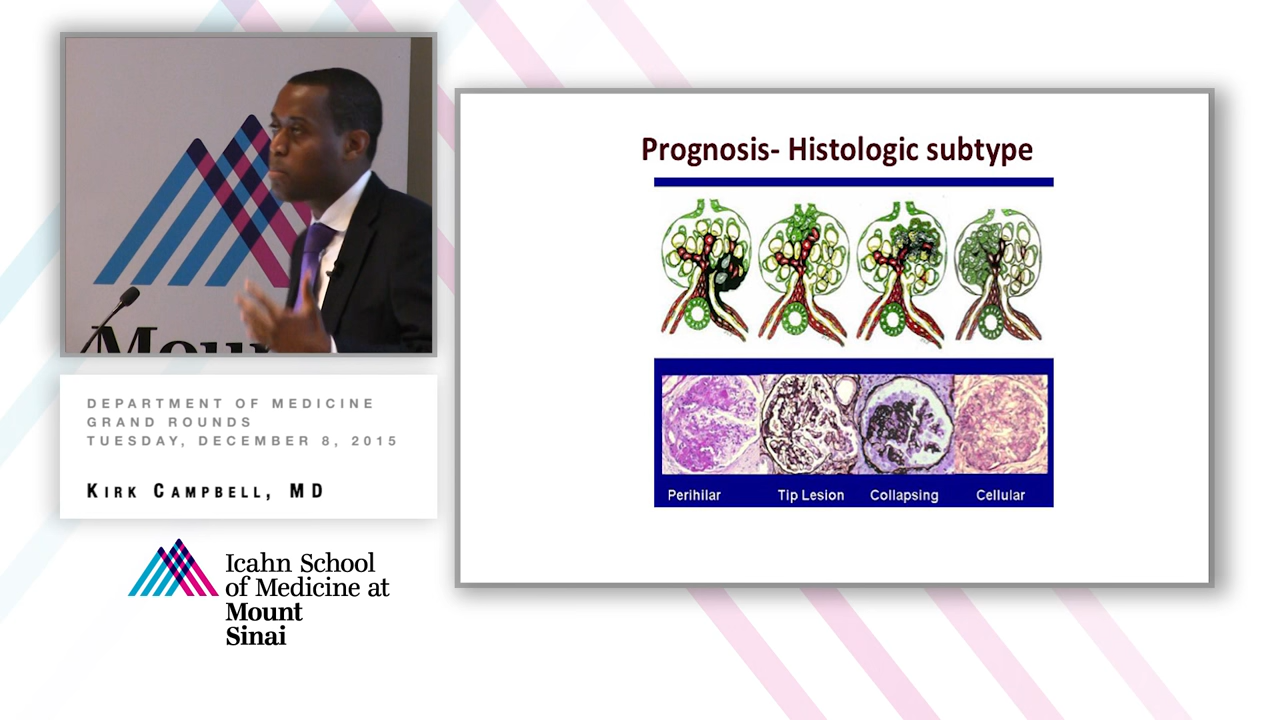 DEPARTMENT OF MEDICINE
GRAND ROUNDS
TUESDAY, DECEMBER 8, 2015
KIRK CAMPBELL, MD
Icahn School
of Medicine at
Mount
Sinai
Prognosis- Histologic subtype
Perihilar Tip Lesion Collapsing Cellular